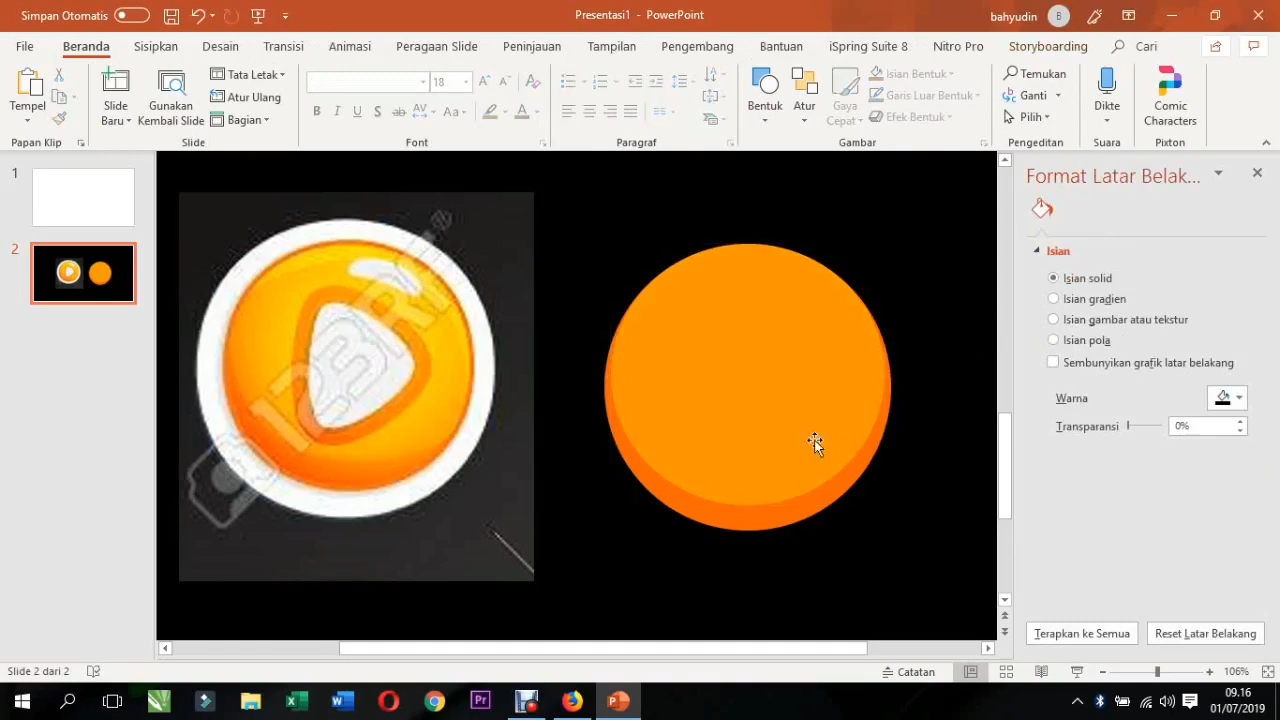 Simpan Otomatis
Presentasi1 - PowerPoint
bahyudin
B
File
Beranda
Sisipkan
Desain
Transisi
Animasi
Peragaan Slide
Peninjauan
Tampilan
Pengembang
Bantuan
iSpring Suite 8
Nitro Pro
Storyboarding
Cari
Tempel
Slide
Baru
Gunakan
Kembali Slide
Tata Letak
Atur Ulang
Bagian
18
Bentuk
Atur
Gaya
Cepat
Isian Bentuk
Garis Luar Bentuk
Efek Bentuk
Temukan
Ganti
Pilih
Dikte
Comic
Characters
Papan Klip
Slide
Font
Paragraf
Gambar
Pengeditan
Suara
Pixton
1
2
123RF®
Format Latar Belak...
Isian
Isian solid
Isian gradien
Isian gambar atau tekstur
Isian pola
Sembunyikan grafik latar belakang
Warna
Transparansi
0%
Terapkan ke Semua
Reset Latar Belakang
Slide 2 dari 2
Catatan
106%
09.16
01/07/2019